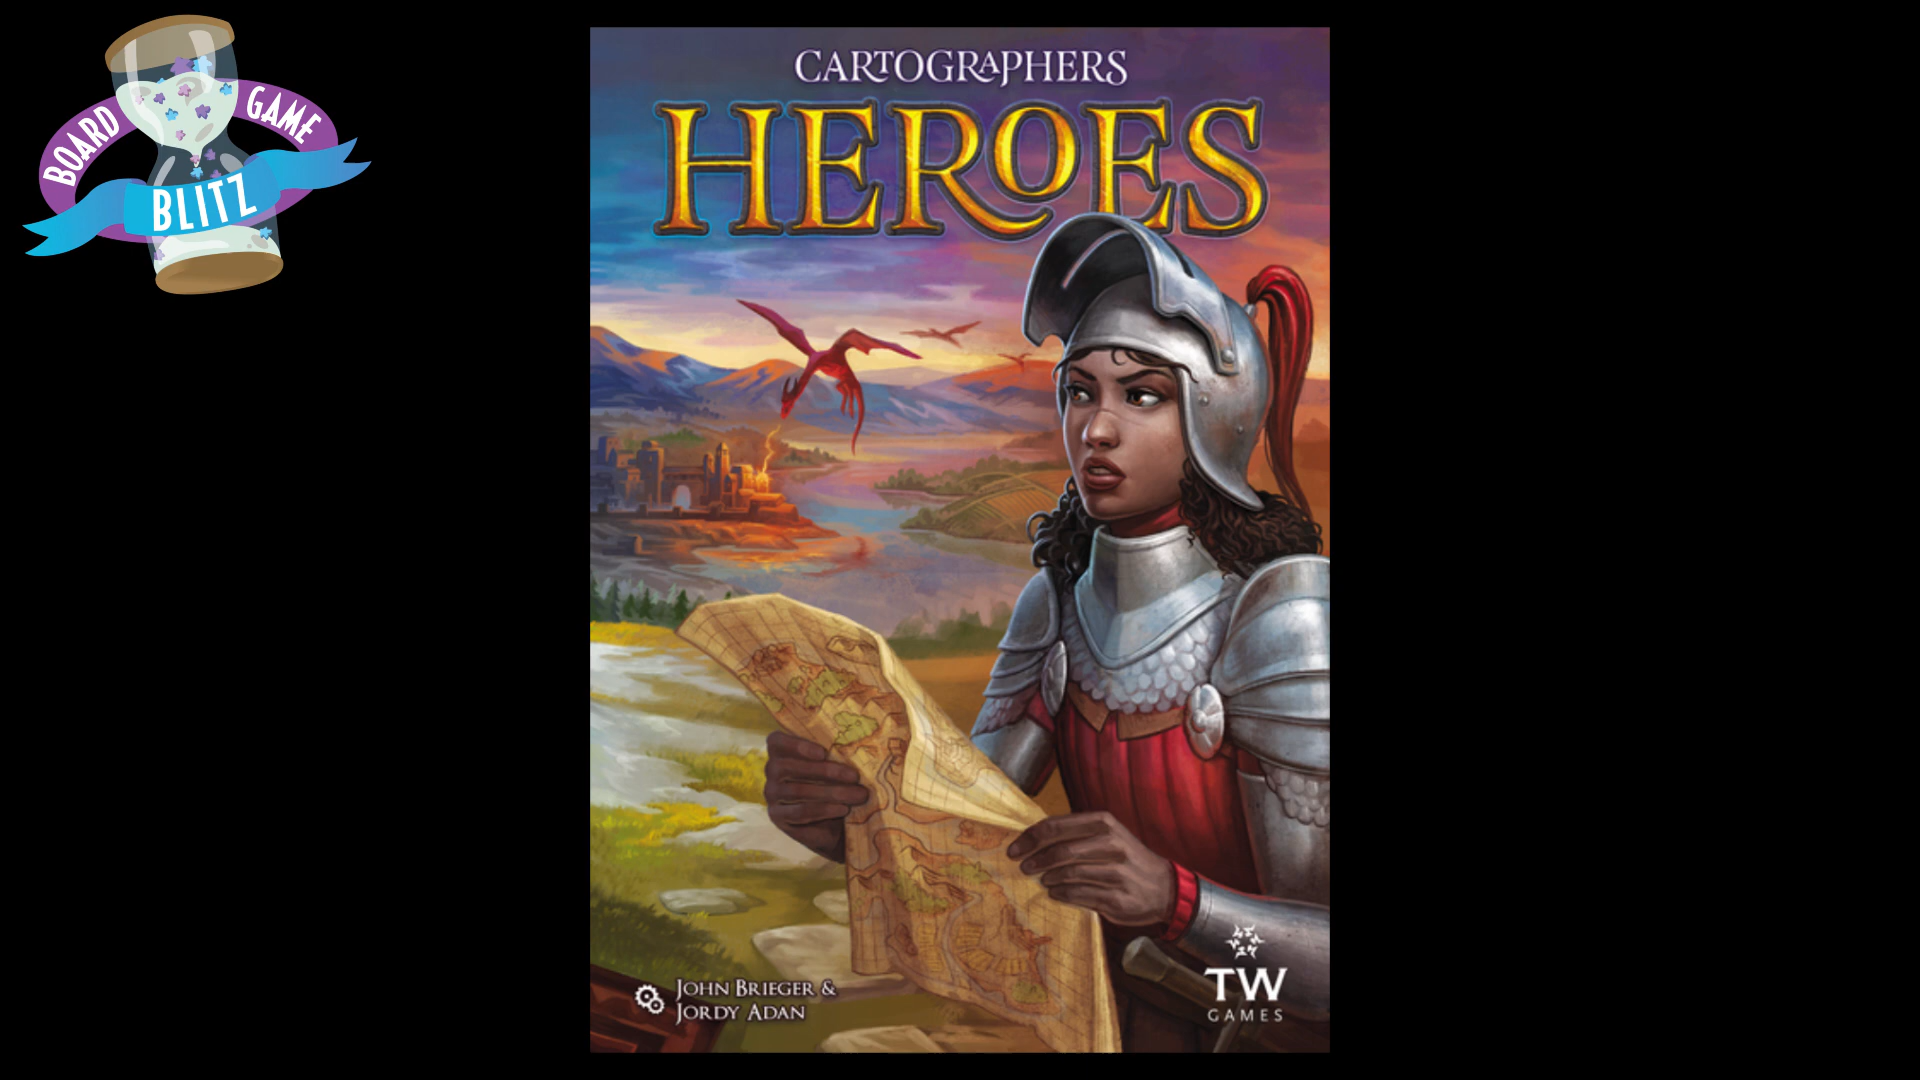 BOARD GAME
BLITZ
CARTOGRAPHERS
HEROES
JOHN BRIEGER &
JORDY ADAN
TW
GAMES